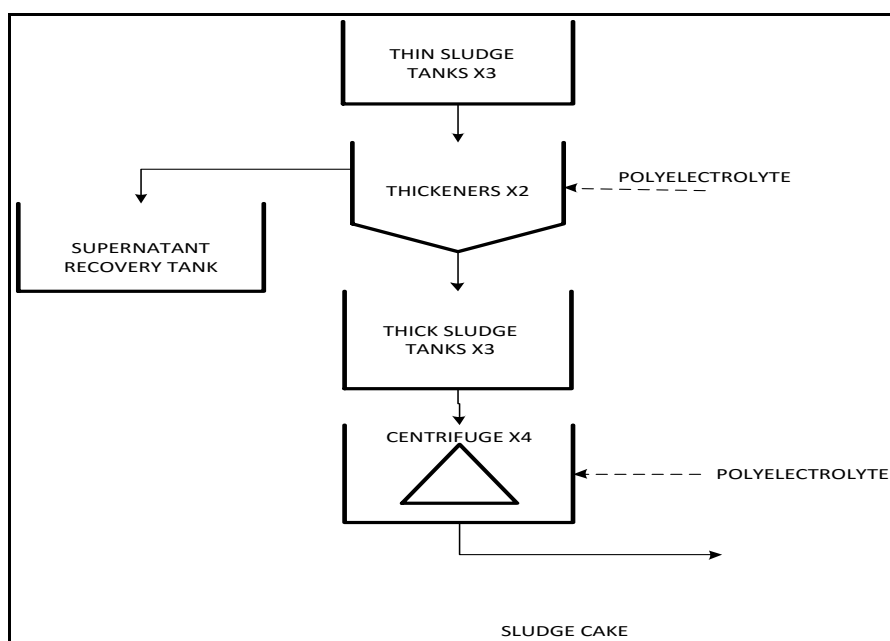 THIN SLUDGE
TANKS X3
THICKENERS X2
POLYELECTROLYTE
SUPERNATANT
RECOVERY TANK
THICK SLUDGE
TANKS X3
CENTRIFUGE X4
POLYELECTROLYTE
SLUDGE CAKE